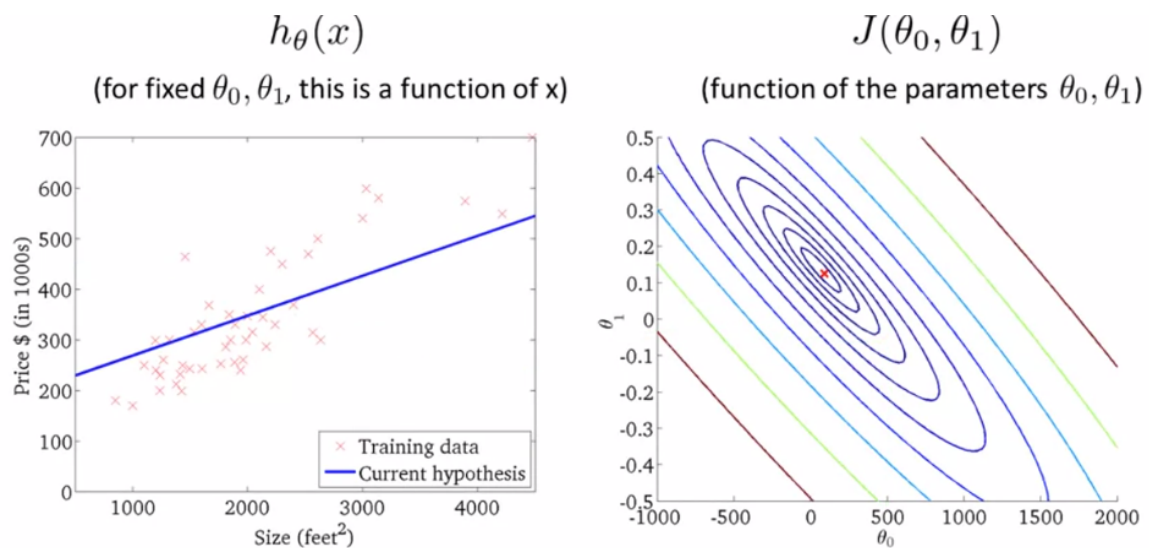 hθ(x)
(for fixed θ0, θ1, this is a function of x)
700
600
500
400
300
200
100
0
Price $ (in 1000s)
1000 2000 3000 4000
Size (feet²)
Training data
Current hypothesis
J(θ0, θ1)
(function of the parameters θ0, θ1)
0.5
0.4
0.3
0.2
0.1
0
-0.1
-0.2
-0.3
-0.4
-0.5
θ1
-1000 -500 0 500 1000 1500 2000
θ0